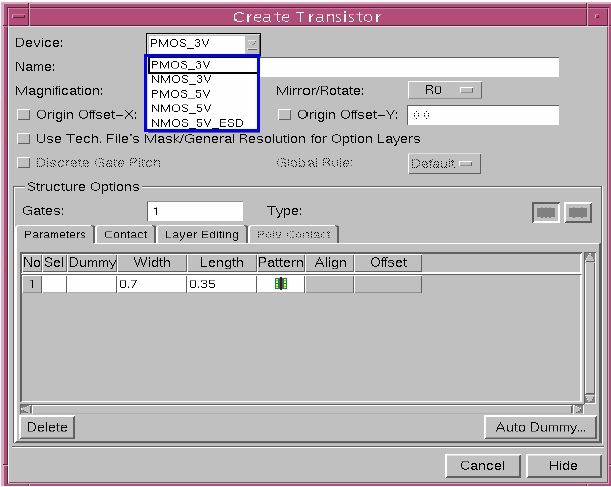 Create Transistor
Device: PMOS_3V
PMOS_3V
NMOS_3V
PMOS_5V
NMOS_5V
NMOS_5V_ESD
Name:
Magnification: Mirror/Rotate: R0
Origin Offset-X: Origin Offset-Y: 0.0
Use Tech. File's Mask/General Resolution for Option Layers
Discrete Gate Pitch Global Rule: Default
Structure Options
Gates: 1 Type:
Parameters Contact Layer Editing Poly Contact
No Sel Dummy Width Length Pattern Align Offset
1 0.7 0.35
Delete Auto Dummy...
Cancel Hide